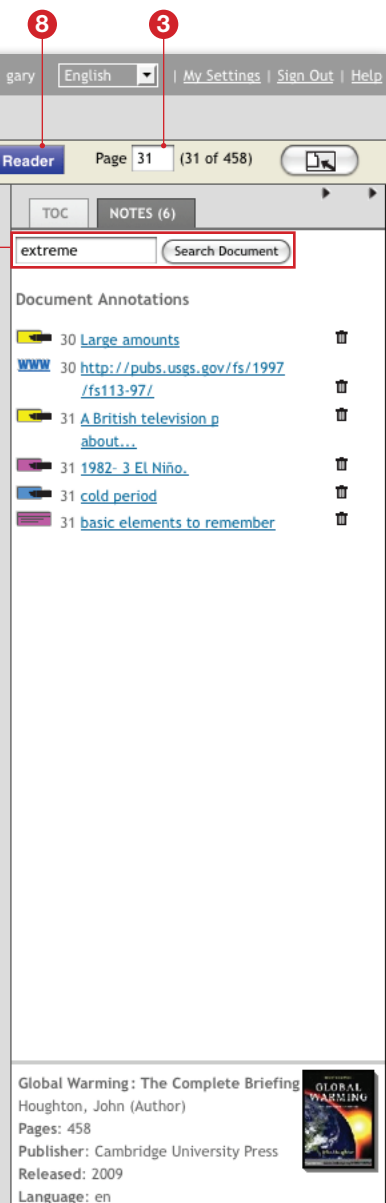 8 3
gary English | My Settings | Sign Out | Help
Reader Page 31 (31 of 458)
TOC NOTES (6)
extreme Search Document
Document Annotations
30 Large amounts
WWW 30 http://pubs.usgs.gov/fs/1997
/fs113-97/
31 A British television p
about...
31 1982- 3 El Niño.
31 cold period
31 basic elements to remember
Global Warming: The Complete Briefing
Houghton, John (Author)
Pages: 458
Publisher: Cambridge University Press
Released: 2009
Language: en
GLOBAL
WARMING